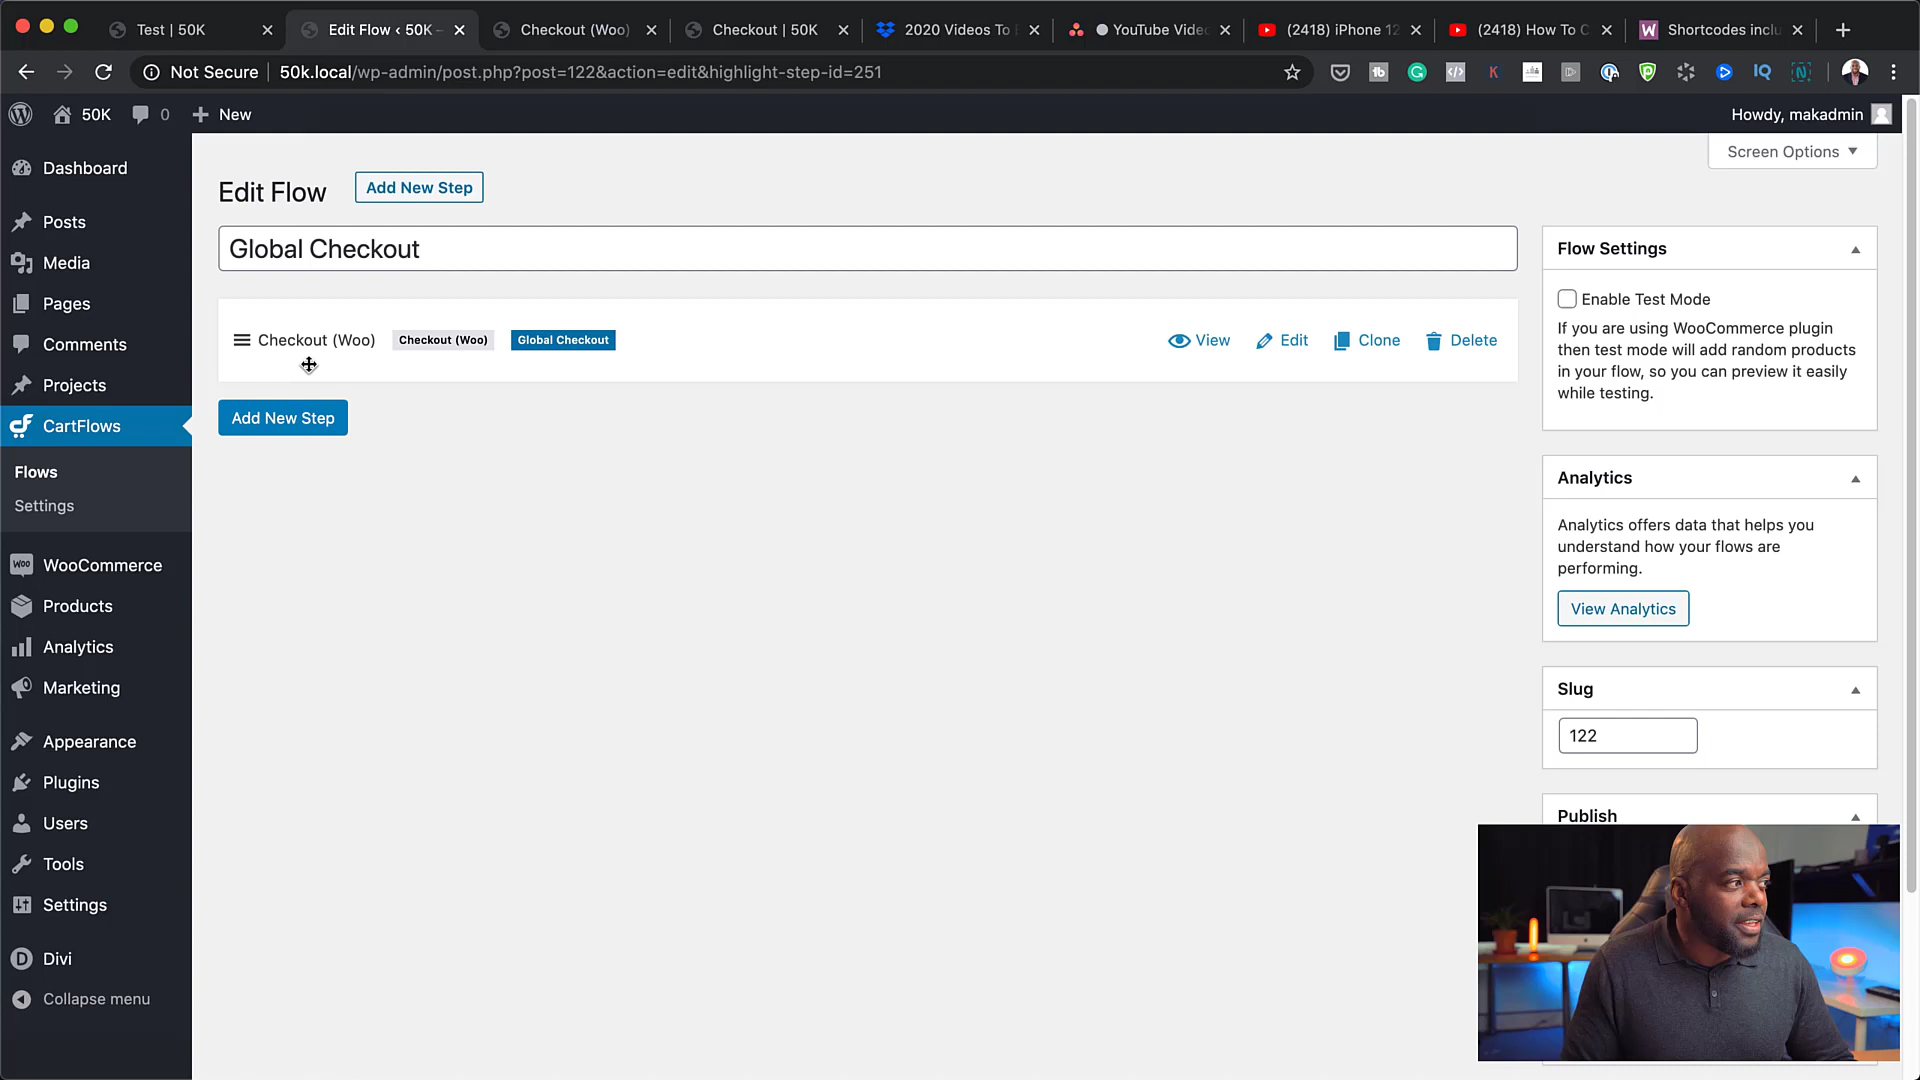 Test | 50K
Edit Flow ‹ 50K –
Checkout (Woo)
Checkout | 50K
2020 Videos To
YouTube Vide
(2418) iPhone 12
(2418) How To C
Shortcodes inclu
Not Secure
50k.local/wp-admin/post.php?post=122&action=edit&highlight-step-id=251
50K
0
New
Howdy, makadmin
Screen Options
Dashboard
Posts
Media
Pages
Comments
Projects
CartFlows
Flows
Settings
WooCommerce
Products
Analytics
Marketing
Appearance
Plugins
Users
Tools
Settings
Divi
Collapse menu
Edit Flow
Add New Step
Global Checkout
Checkout (Woo)
Checkout (Woo)
Global Checkout
View
Edit
Clone
Delete
Add New Step
Flow Settings
Enable Test Mode
If you are using WooCommerce plugin
then test mode will add random products
in your flow, so you can preview it easily
while testing.
Analytics
Analytics offers data that helps you
understand how your flows are
performing.
View Analytics
Slug
122
Publish